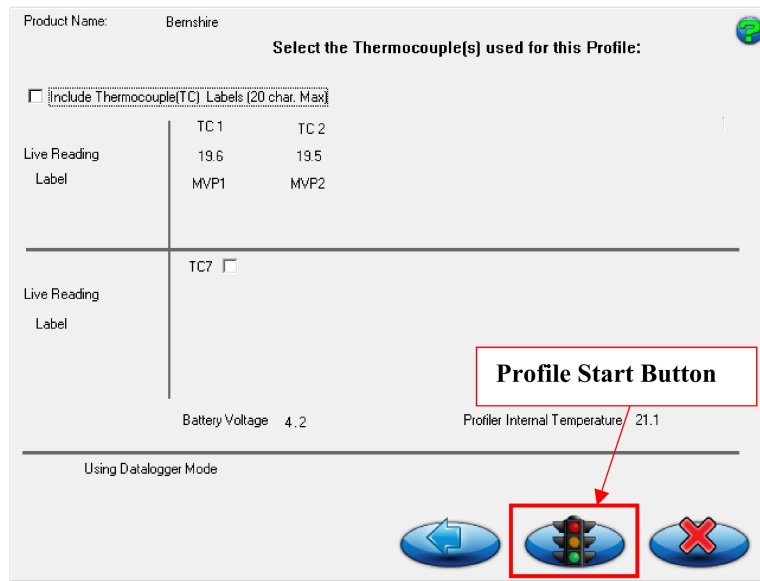 Product Name: Bernshire
Select the Thermocouple(s) used for this Profile:
?
Include Thermocouple(TC) Labels (20 char. Max)
TC 1 TC 2
Live Reading 19.6 19.5
Label MVP1 MVP2
TC7
Live Reading
Label
Profile Start Button
Battery Voltage 4.2 Profiler Internal Temperature 21.1
Using Datalogger Mode